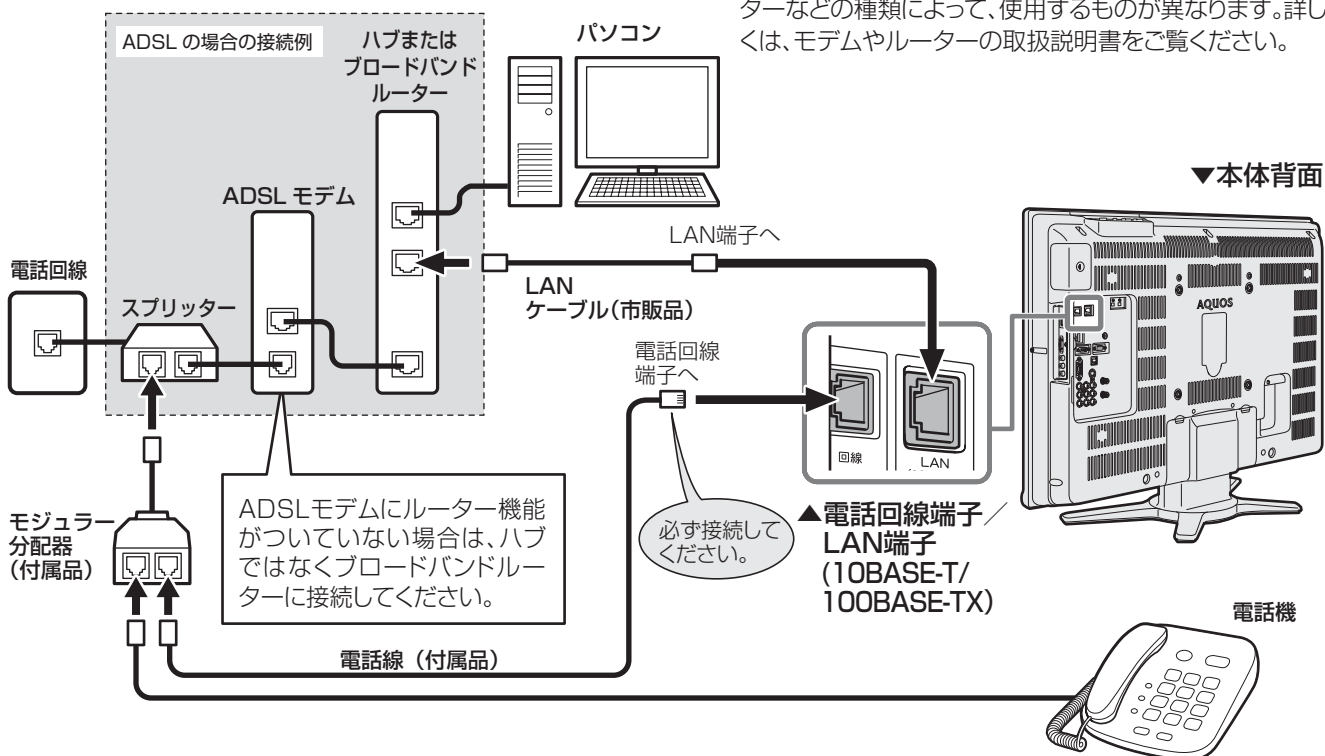 ターなどの種類によって、使用するものが異なります。詳し
くは、モデムやルーターの取扱説明書をご覧ください。
ADSL の場合の接続例
ハブまたは
ブロードバンド
ルーター
パソコン
▼本体背面
ADSL モデム
LAN端子へ
電話回線
スプリッター
LAN
ケーブル(市販品)
AQUOS
電話回線
端子へ
回線
LAN
ADSLモデムにルーター機能
がついていない場合は、ハブ
ではなくブロードバンドルー
ターに接続してください。
必ず接続して
ください。
▲電話回線端子/
LAN端子
(10BASE-T/
100BASE-TX)
モジュラー
分配器
(付属品)
電話線(付属品)
電話機